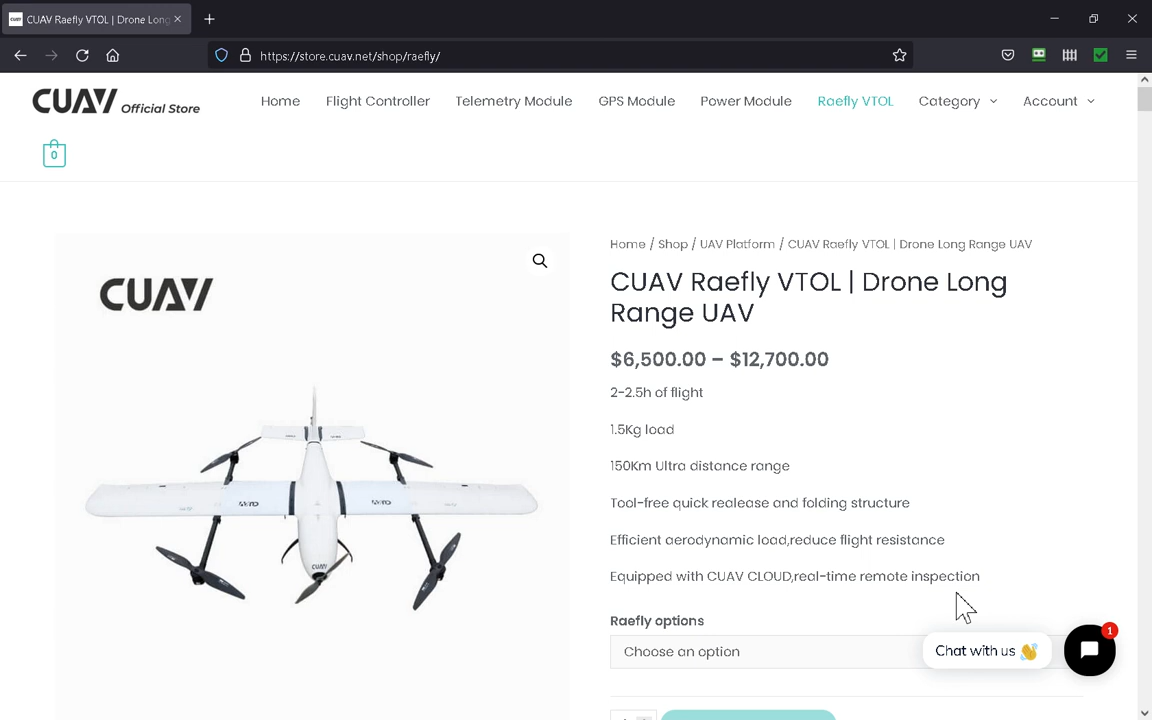 CUAV Raefly VTOL | Drone Long
https://store.cuav.net/shop/raefly/
CUAV Official Store
Home
Flight Controller
Telemetry Module
GPS Module
Power Module
Raefly VTOL
Category
Account
0
Home / Shop / UAV Platform / CUAV Raefly VTOL | Drone Long Range UAV
CUAV
CUAV Raefly VTOL | Drone Long
Range UAV
$6,500.00 – $12,700.00
2-2.5h of flight
1.5Kg load
150Km Ultra distance range
Tool-free quick realease and folding structure
Efficient aerodynamic load,reduce flight resistance
Equipped with CUAV CLOUD,real-time remote inspection
CUAV
Raefly options
Choose an option
Chat with us 👋
1